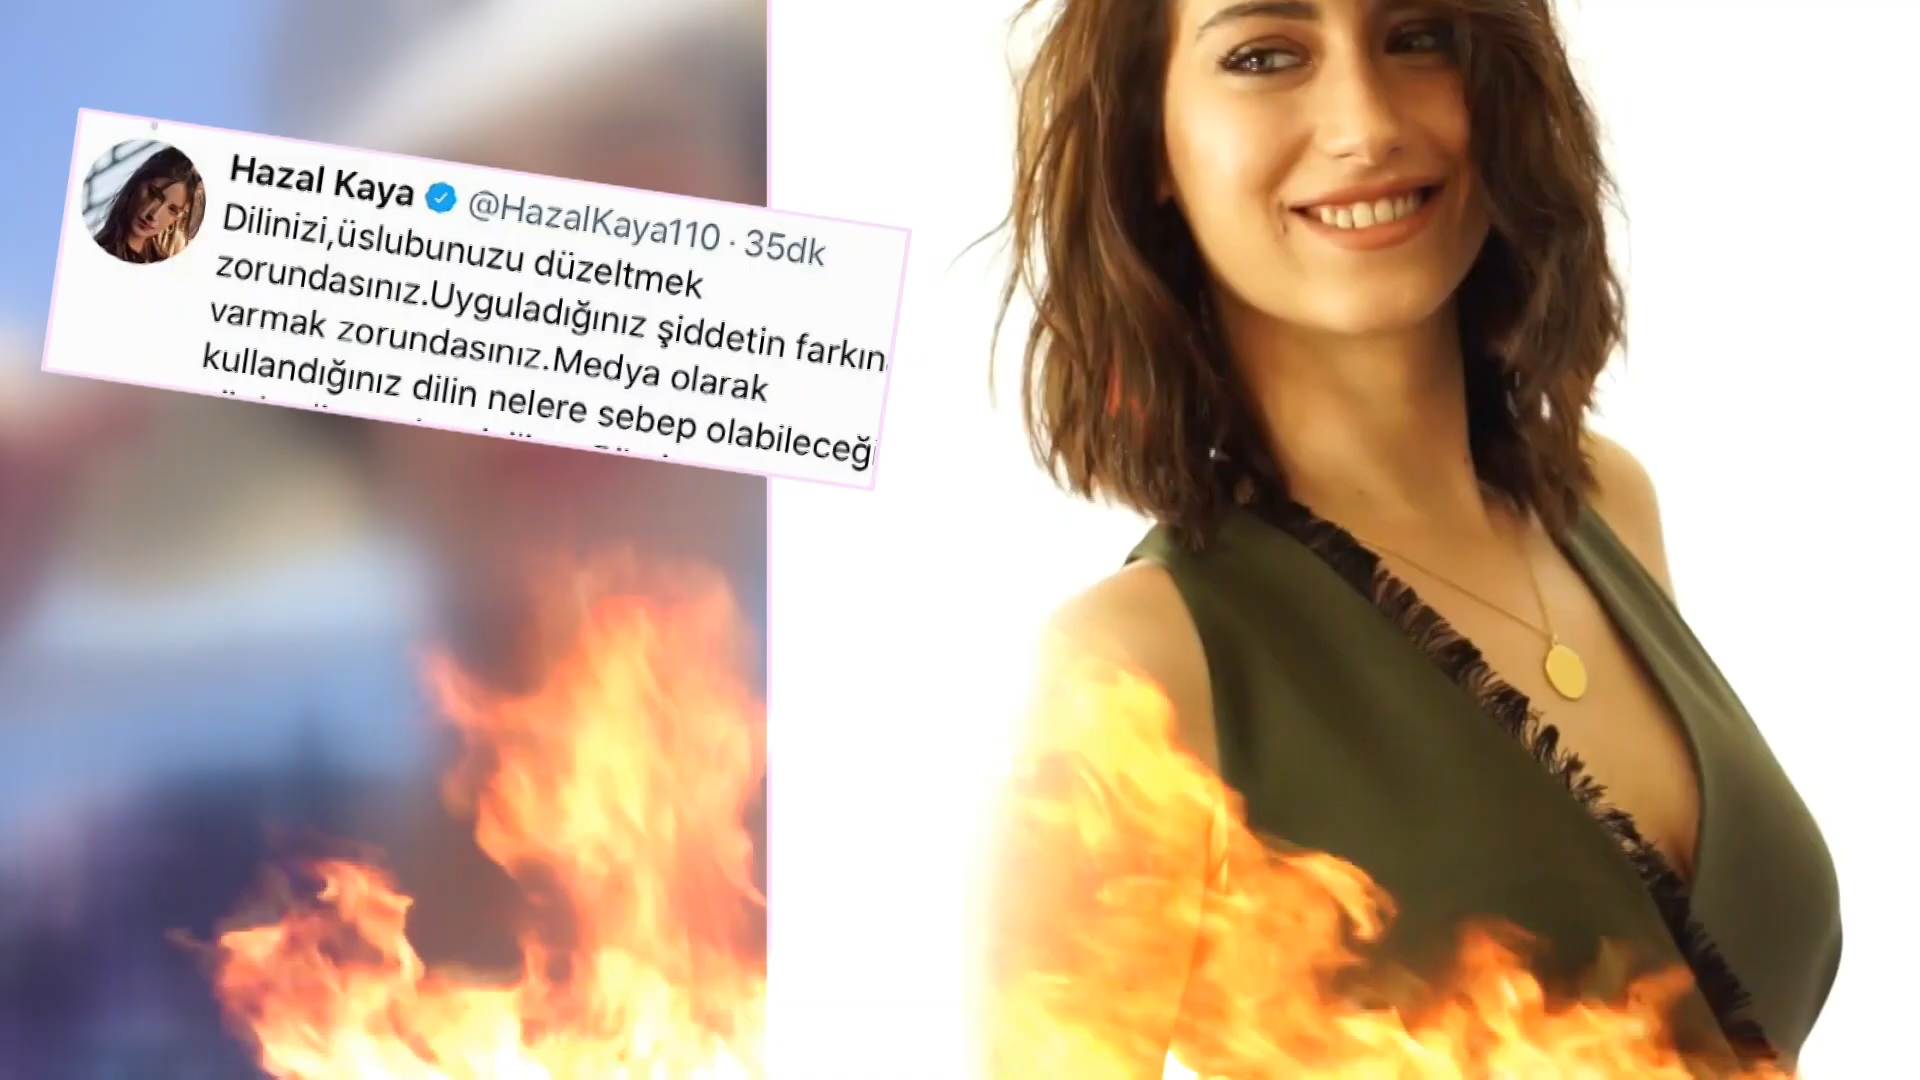 Hazal Kaya @HazalKaya110 · 35dk
Dilinizi,üslubunuzu düzeltmek
zorundasınız.Uyguladığınız şiddetin farkın
varmak zorundasınız.Medya olarak
kullandığınız dilin nelere sebep olabileceği